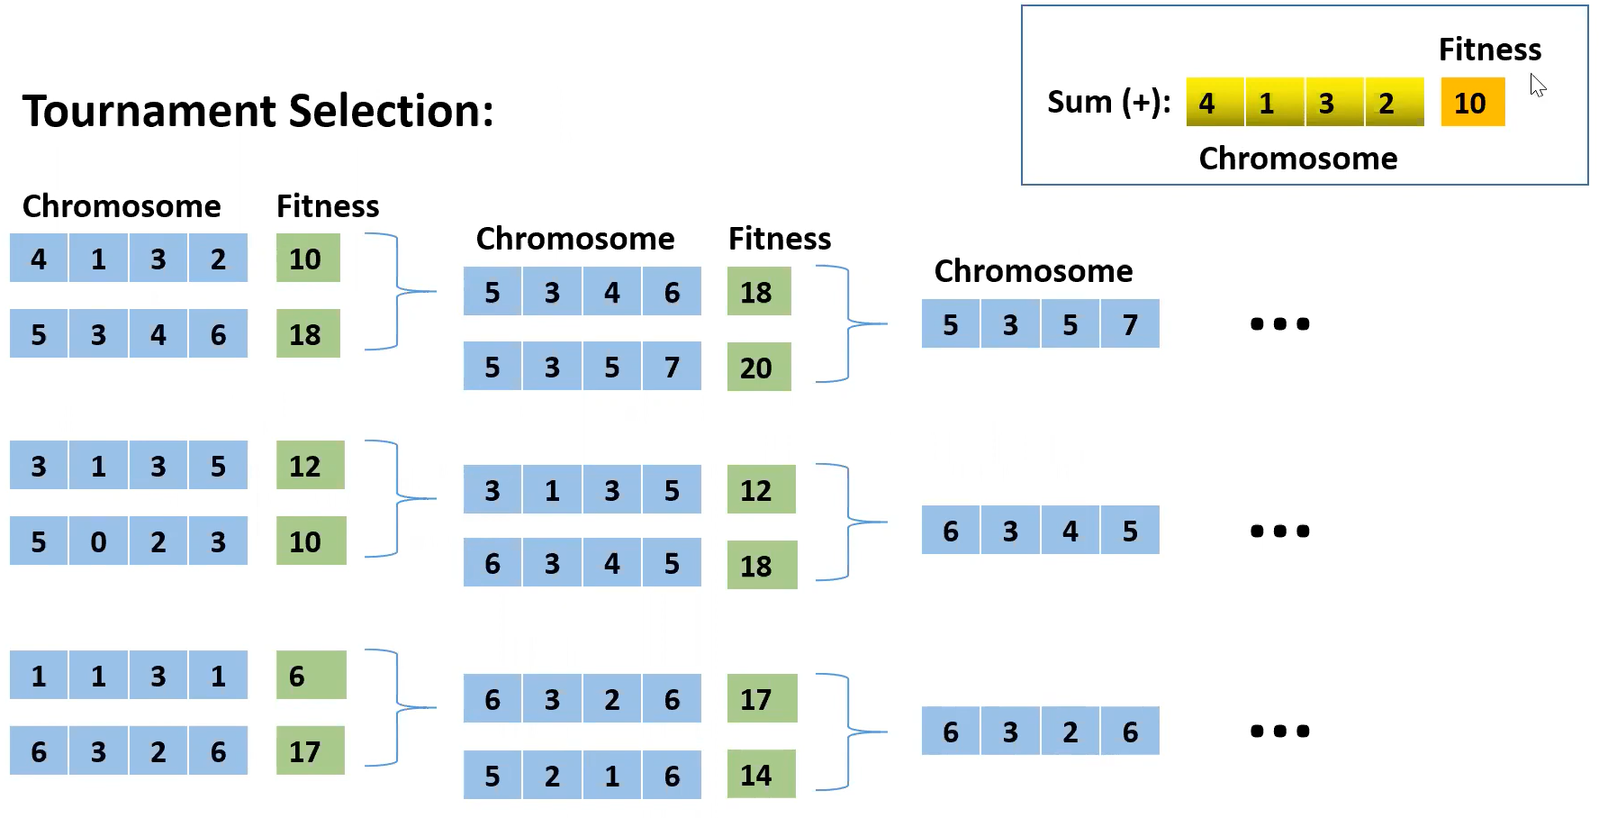 Fitness
Sum (+): 4 1 3 2 10
Chromosome
Tournament Selection:
Chromosome Fitness
4 1 3 2 10
5 3 4 6 18
Chromosome Fitness
5 3 4 6 18
5 3 5 7 20
Chromosome
5 3 5 7 ...
3 1 3 5 12
5 0 2 3 10
3 1 3 5 12
6 3 4 5 18
6 3 4 5 ...
1 1 3 1 6
6 3 2 6 17
6 3 2 6 17
5 2 1 6 14
6 3 2 6 ...